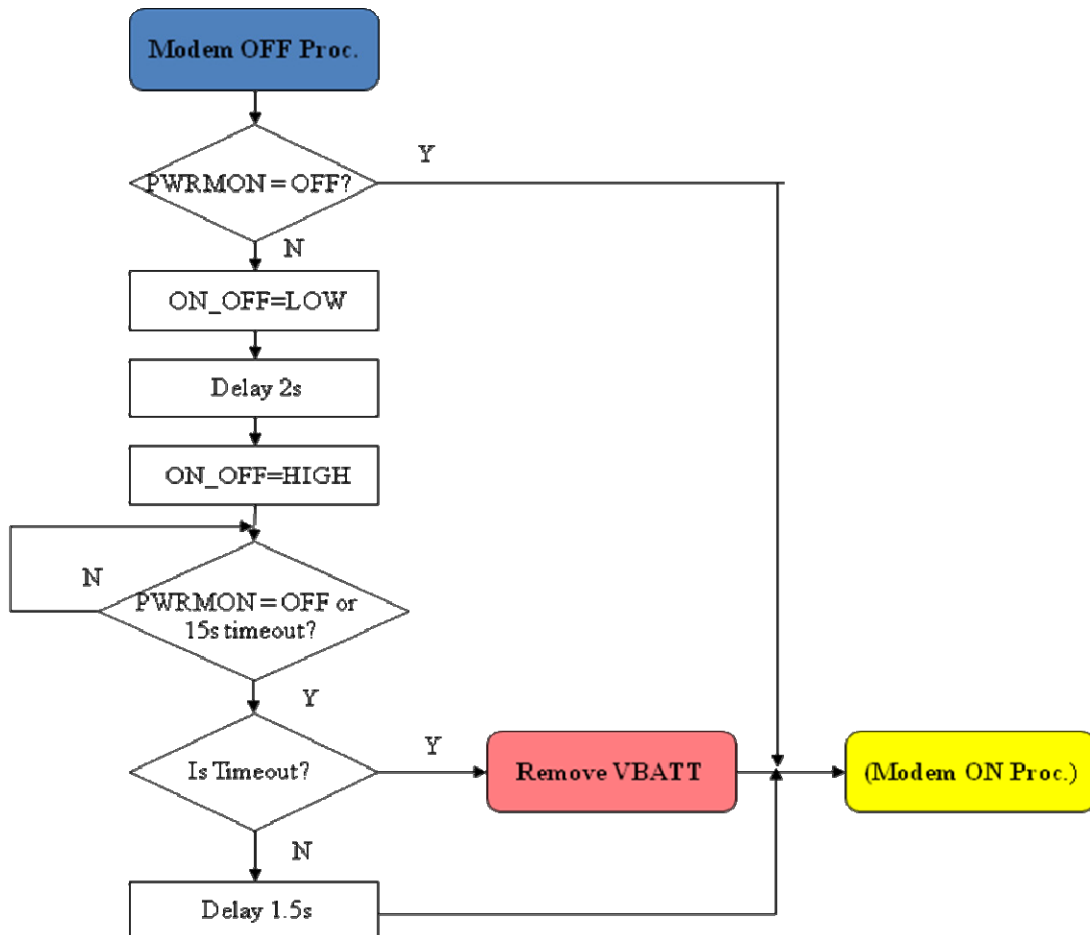 Modem OFF Proc.
Y
PWRMON = OFF?
N
ON_OFF=LOW
Delay 2s
ON_OFF=HIGH
N
PWRMON = OFF or
15s timeout?
Y
Is Timeout?
Y
Remove VBATT
(Modem ON Proc.)
N
Delay 1.5s